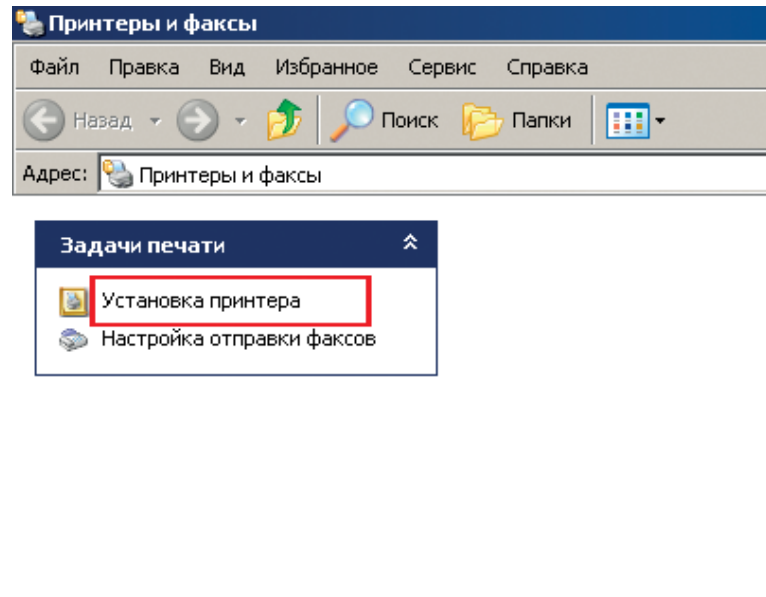 Принтеры и факсы
Файл Правка Вид Избранное Сервис Справка
Назад Поиск Папки
Адрес: Принтеры и факсы
Задачи печати
Установка принтера
Настройка отправки факсов